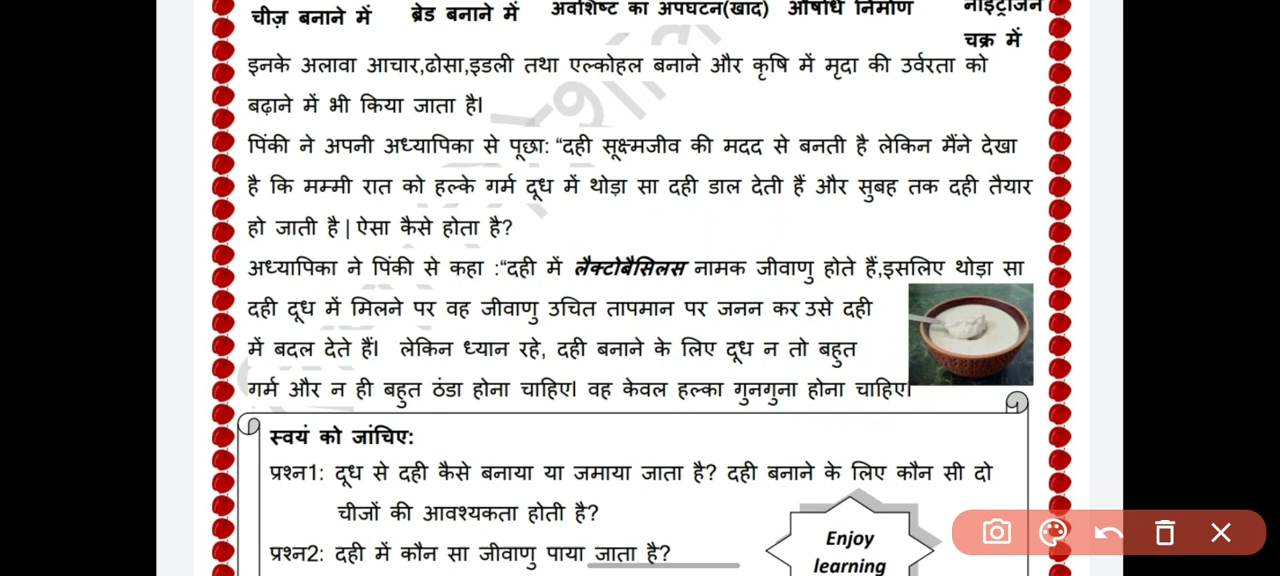 चीज़ बनाने में ब्रेड बनाने में अवशिष्ट का अपघटन(खाद) औषधि निर्माण नाइट्रोजन
चक्र में
इनके अलावा आचार,ढोसा,इडली तथा एल्कोहल बनाने और कृषि में मृदा की उर्वरता को
बढ़ाने में भी किया जाता है।
पिंकी ने अपनी अध्यापिका से पूछा: “दही सूक्ष्मजीव की मदद से बनती है लेकिन मैंने देखा
है कि मम्मी रात को हल्के गर्म दूध में थोड़ा सा दही डाल देती हैं और सुबह तक दही तैयार
हो जाती है | ऐसा कैसे होता है?
अध्यापिका ने पिंकी से कहा :“दही में लैक्टोबैसिलस नामक जीवाणु होते हैं,इसलिए थोड़ा सा
दही दूध में मिलने पर वह जीवाणु उचित तापमान पर जनन कर उसे दही
में बदल देते हैं। लेकिन ध्यान रहे, दही बनाने के लिए दूध न तो बहुत
गर्म और न ही बहुत ठंडा होना चाहिए। वह केवल हल्का गुनगुना होना चाहिए।
स्वयं को जांचिए:
प्रश्न1: दूध से दही कैसे बनाया या जमाया जाता है? दही बनाने के लिए कौन सी दो
चीजों की आवश्यकता होती है?
प्रश्न2: दही में कौन सा जीवाणु पाया जाता है?
Enjoy
learning